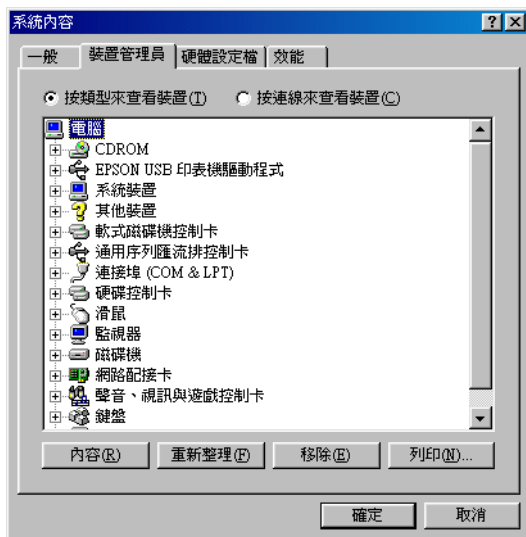 系統內容
一般 裝置管理員 硬體設定檔 效能
按類型來查看裝置(T) 按連線來查看裝置(C)
電腦
CDROM
EPSON USB 印表機驅動程式
系統裝置
其他裝置
軟式磁碟機控制卡
通用序列匯流排控制卡
連接埠 (COM & LPT)
硬碟控制卡
滑鼠
監視器
磁碟機
網路配接卡
聲音、視訊與遊戲控制卡
鍵盤
內容(R) 重新整理(F) 移除(E) 列印(N)...
確定 取消